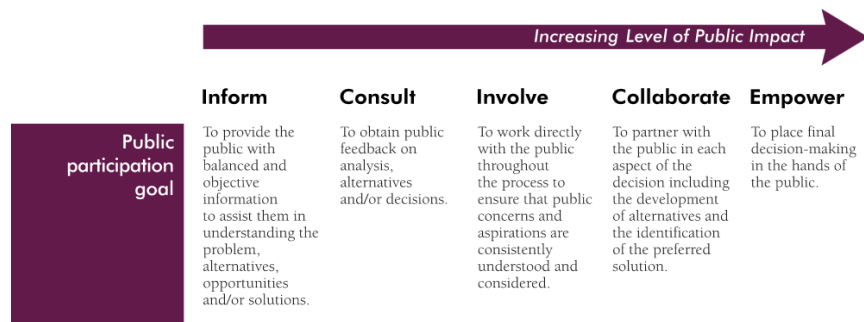 Increasing Level of Public Impact
Inform
Consult
Involve
Collaborate
Empower
Public
participation
goal
To provide the
public with
balanced and
objective
information
to assist them in
understanding the
problem,
alternatives,
opportunities
and/or solutions.
To obtain public
feedback on
analysis,
alternatives
and/or decisions.
To work directly
with the public
throughout
the process to
ensure that public
concerns and
aspirations are
consistently
understood and
considered.
To partner with
the public in each
aspect of the
decision including
the development
of alternatives and
the identification
of the preferred
solution.
To place final
decision-making
in the hands of
the public.